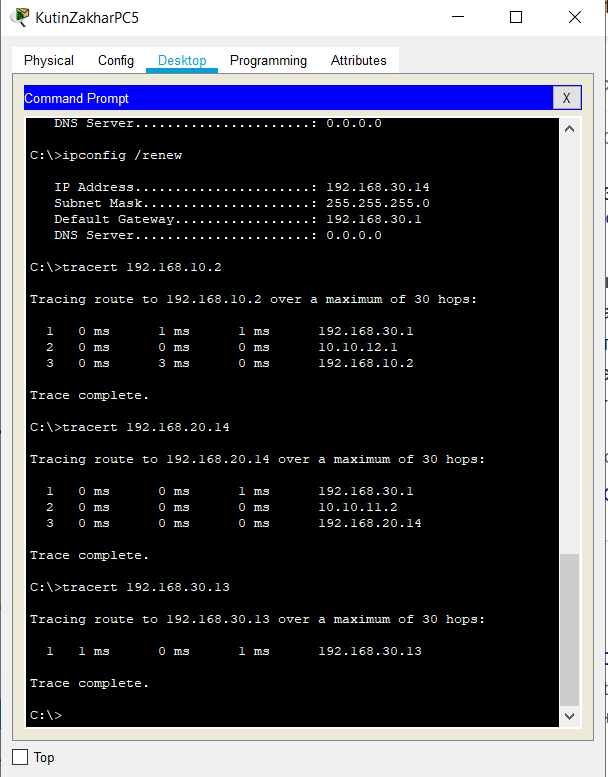 KutinZakharPC5
Physical Config Desktop Programming Attributes
Command Prompt X
DNS Server......................: 0.0.0.0
C:\>ipconfig /renew
IP Address......................: 192.168.30.14
Subnet Mask.....................: 255.255.255.0
Default Gateway.................: 192.168.30.1
DNS Server......................: 0.0.0.0
C:\>tracert 192.168.10.2
Tracing route to 192.168.10.2 over a maximum of 30 hops:
1 0 ms 1 ms 1 ms 192.168.30.1
2 0 ms 0 ms 0 ms 10.10.12.1
3 0 ms 3 ms 0 ms 192.168.10.2
Trace complete.
C:\>tracert 192.168.20.14
Tracing route to 192.168.20.14 over a maximum of 30 hops:
1 0 ms 0 ms 1 ms 192.168.30.1
2 0 ms 0 ms 0 ms 10.10.11.2
3 0 ms 0 ms 0 ms 192.168.20.14
Trace complete.
C:\>tracert 192.168.30.13
Tracing route to 192.168.30.13 over a maximum of 30 hops:
1 1 ms 0 ms 1 ms 192.168.30.13
Trace complete.
C:\>
Top